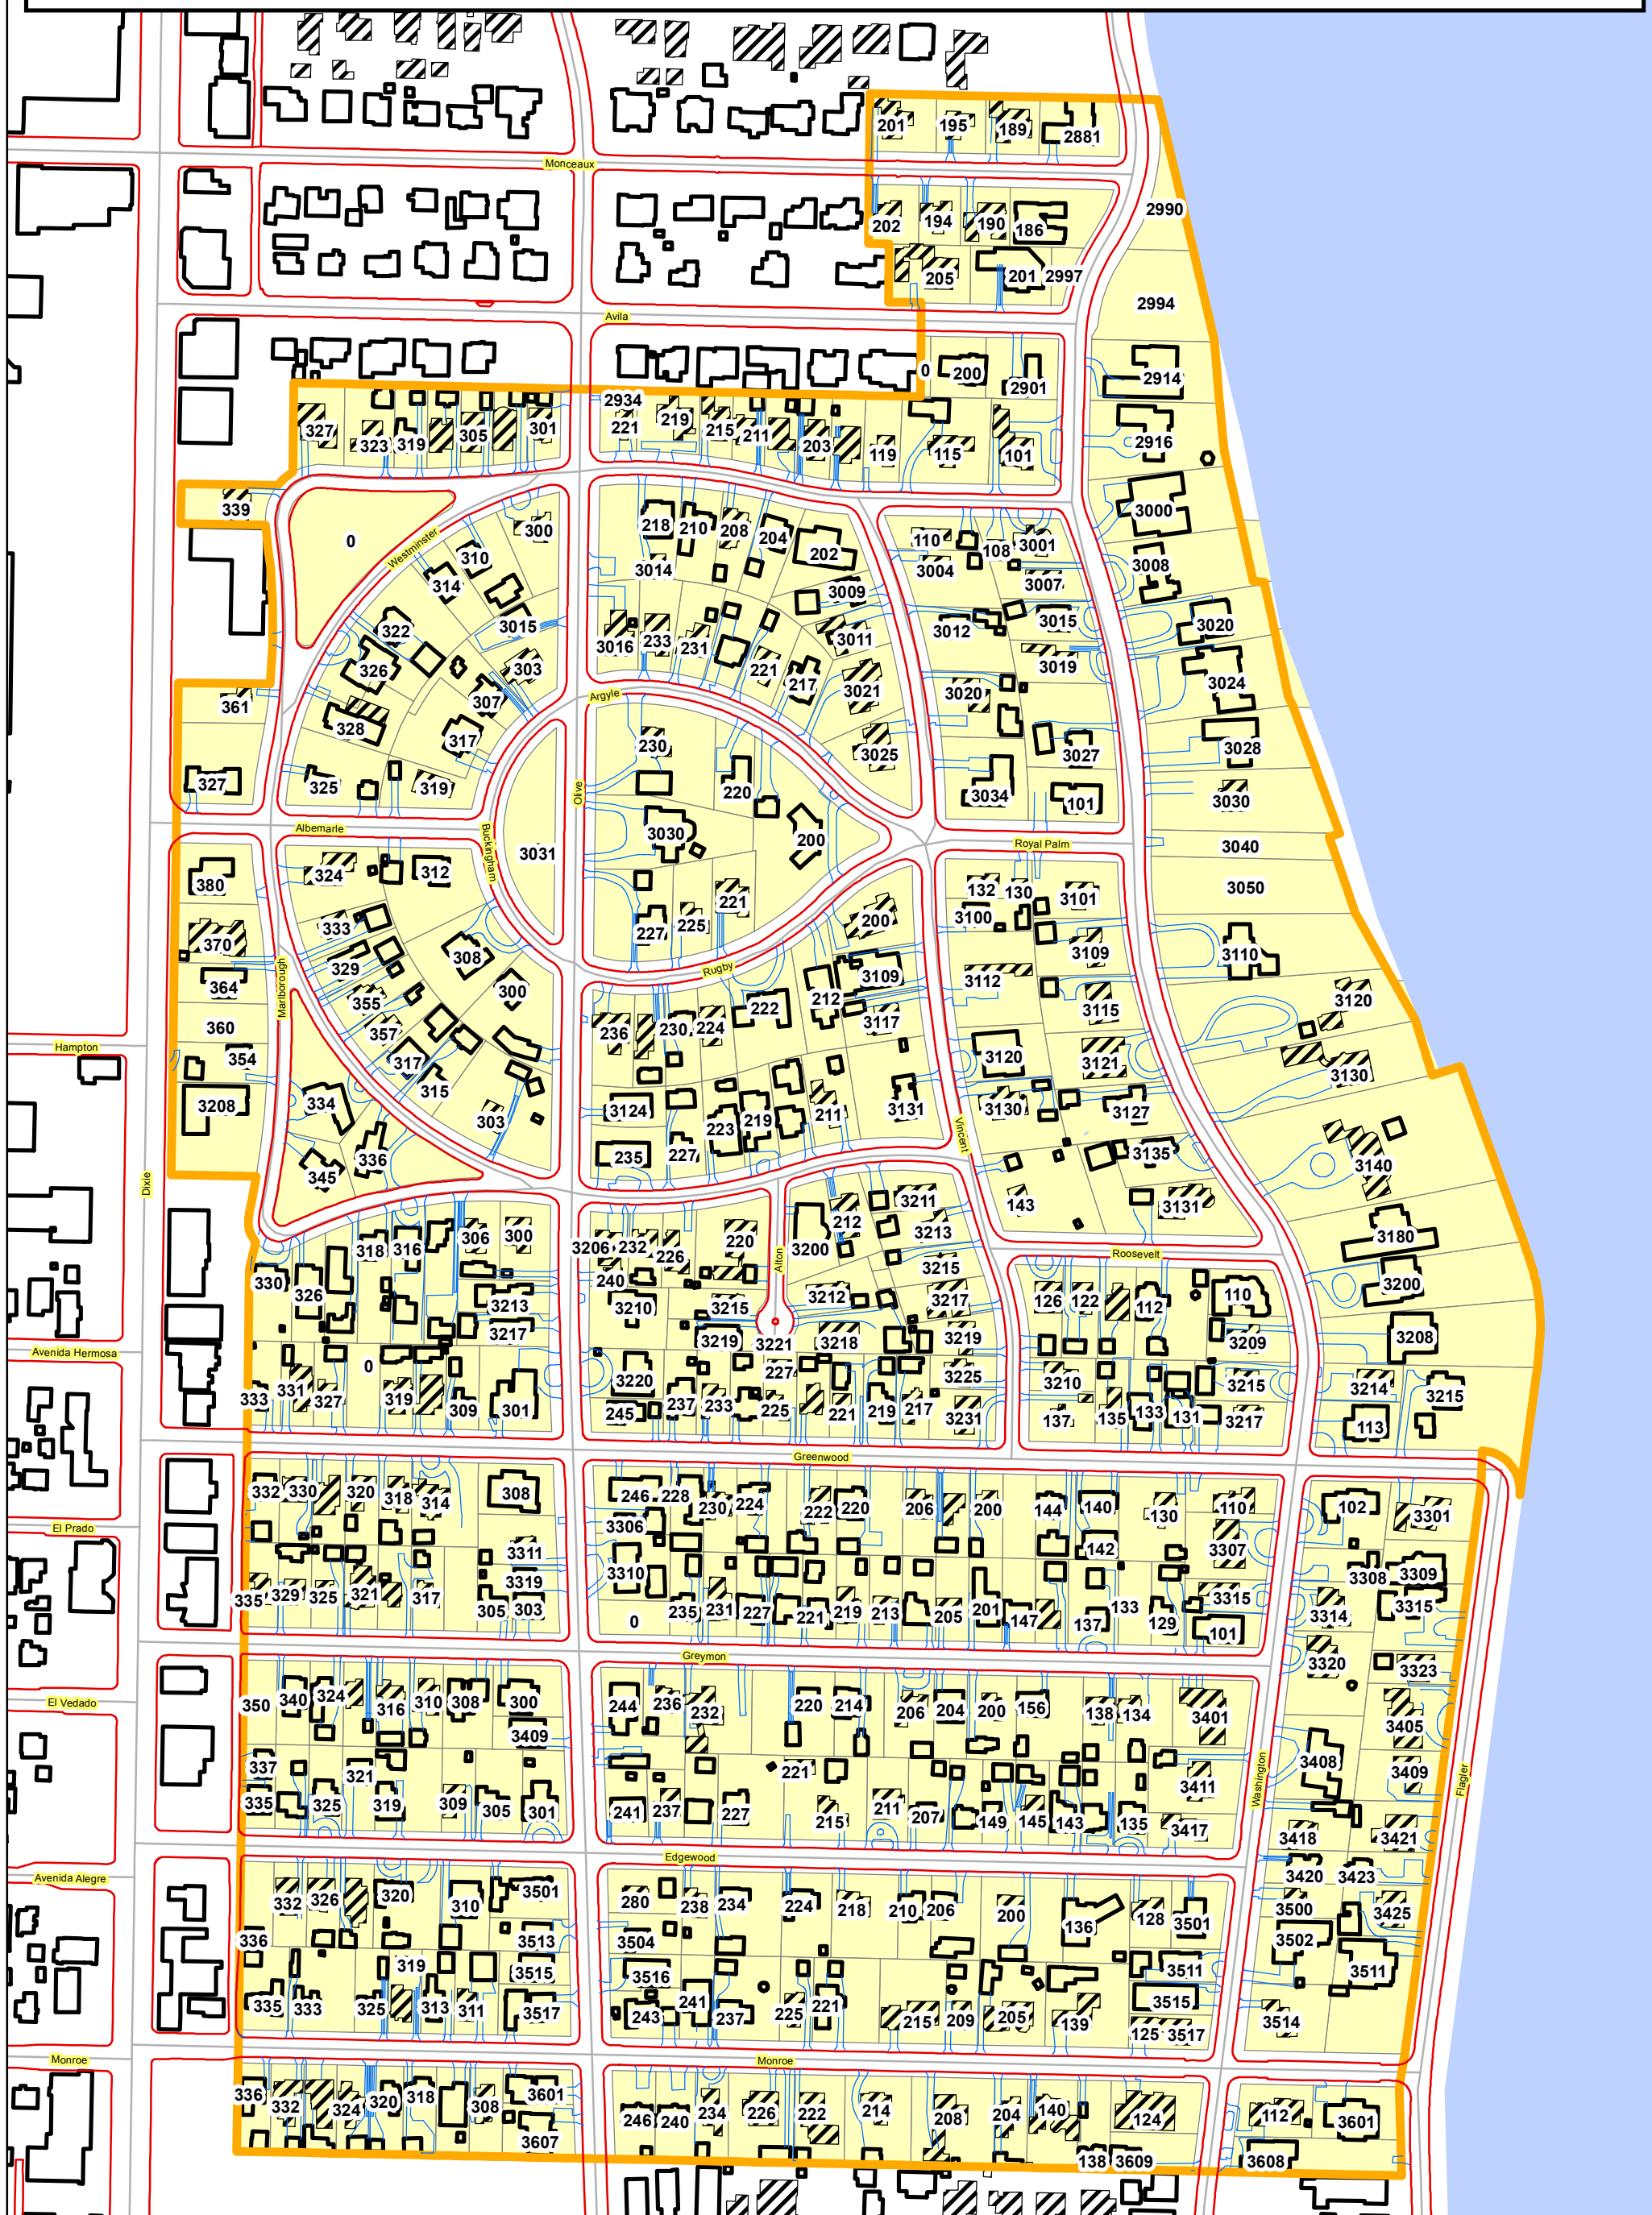 201 195 189 2881
Monceaux
2990
202 194 190 186
205 201 2997
2994
Avila
0 200 2901
2914
2934
327 323 319 305 301 221 219 215 211 203 119 115 101
2916
339
0
Westminster
300 218 210 208 204 202 110 108 3001
3000
310 314 3014 3004 3007 3008
3009
322 3015 3016 233 231 3011 3012 3015 3020
326 303 221 217 3021 3019 3020 3024
361 328 307 Argyle
317 230 3025 3027 3028
327 325 319 Olive 220 3034 101 3030
Albemarle
Buckingham
3031 3030 200 Royal Palm 3040
380 324 312 3050
132 130 3101
3100
221 200
370 333 227 225 3109 3110
364 329 308 Rugby 3109 3112
Marlborough
355 300 222 212 3115 3120
360 357 236 230 224 3117
Hampton
354 317 3120 3121 3130
3208 334 315 3124 211 3131 3130 3127
303 223 219
Vincent
345 336 235 227 3135 3140
143 3131
Dixie
318 316 306 300 3206 232 226 220 212 3211 3213
3200
Alton
Roosevelt
3180
330 326 240 3215 3200
3213 3210 3215 3212 3217 126 122 112 110
3217 3219 3221 3218 3219 3209 3208
Avenida Hermosa
0 3220 227 3225 3210 3215 3214 3215
333 331 327 319 309 301 245 237 233 225 221 219 217 3231 137 135 133 131 3217 113
Greenwood
332 330 320 318 314 308 246 228 230 224 222 220 206 200 144 140 130 110 102 3301
El Prado
3306 142 3307
3311 3310 3308 3309
3319
335 329 325 321 317 305 303 0 235 231 227 221 219 213 205 201 147 137 133 129 3315 101 3314 3315
Greymon
3320 3323
El Vedado
350 340 324 316 310 308 300 244 236 232 220 214 206 204 200 156 138 134 3401 3405
3409
337 321 221 3411 3408 3409
Washington
Flagler
335 325 319 309 305 301 241 237 227 215 211 207 149 145 143 135 3417 3418 3421
Edgewood
Avenida Alegre
3420 3423
332 326 320 310 3501 280 238 234 224 218 210 206 200 136 128 3501 3500 3425
336 3513 3504 3502
319 3515 3516 3511 3511
335 333 325 313 311 3517 243 241 237 225 221 215 209 205 139 3515 3514
125 3517
Monroe
Monroe
336 332 324 320 318 308 3601 246 240 234 226 222 214 208 204 140 124 112 3601
3607 138 3609 3608